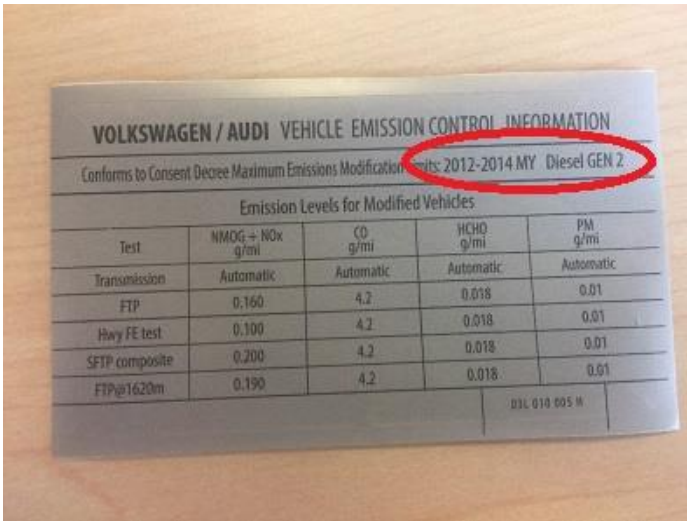 VOLKSWAGEN / AUDI VEHICLE EMISSION CONTROL INFORMATION
Conforms to Consent Decree Maximum Emissions Modification Limits: 2012-2014 MY Diesel GEN 2
Emission Levels for Modified Vehicles
Test NMOG + NOx g/mi CO g/mi HCHO g/mi PM g/mi
Transmission Automatic Automatic Automatic Automatic
FTP 0.160 4.2 0.018 0.01
Hwy FE test 0.100 4.2 0.018 0.01
SFTP composite 0.200 4.2 0.018 0.01
FTP@1620m 0.190 4.2 0.018 0.01
03L 010 005 H